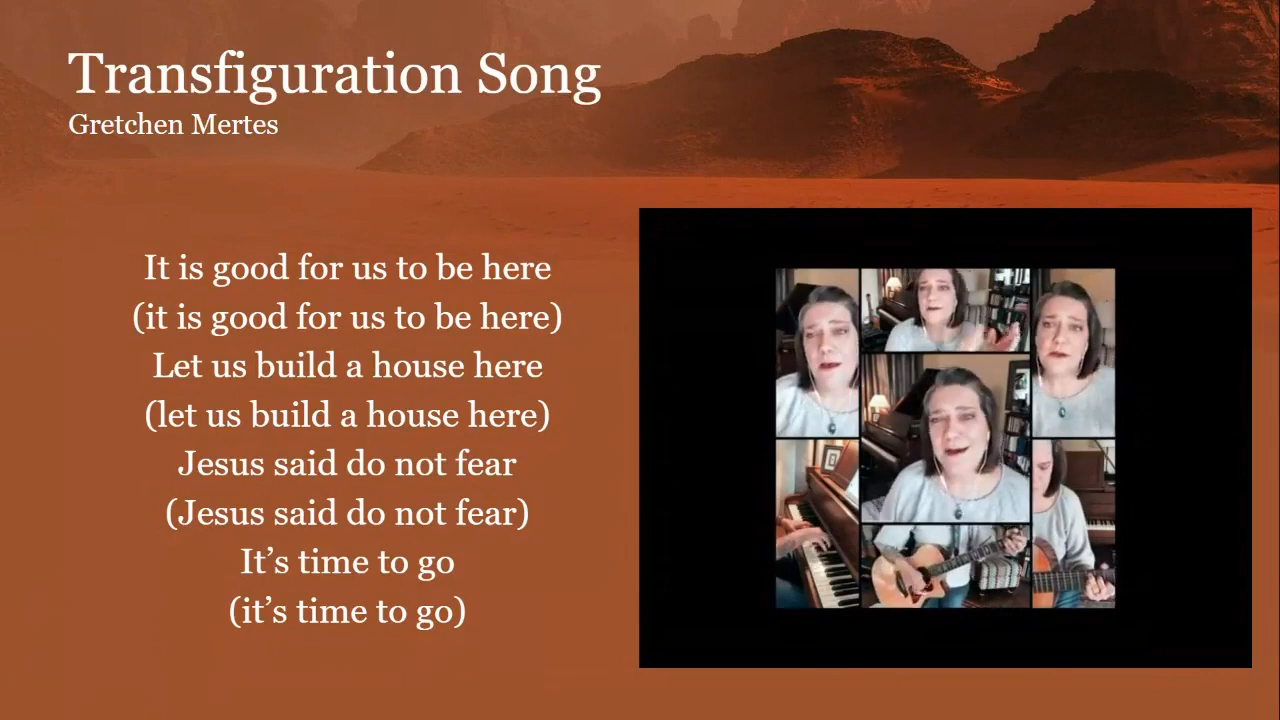 Transfiguration Song
Gretchen Mertes
It is good for us to be here
(it is good for us to be here)
Let us build a house here
(let us build a house here)
Jesus said do not fear
(Jesus said do not fear)
It’s time to go
(it’s time to go)